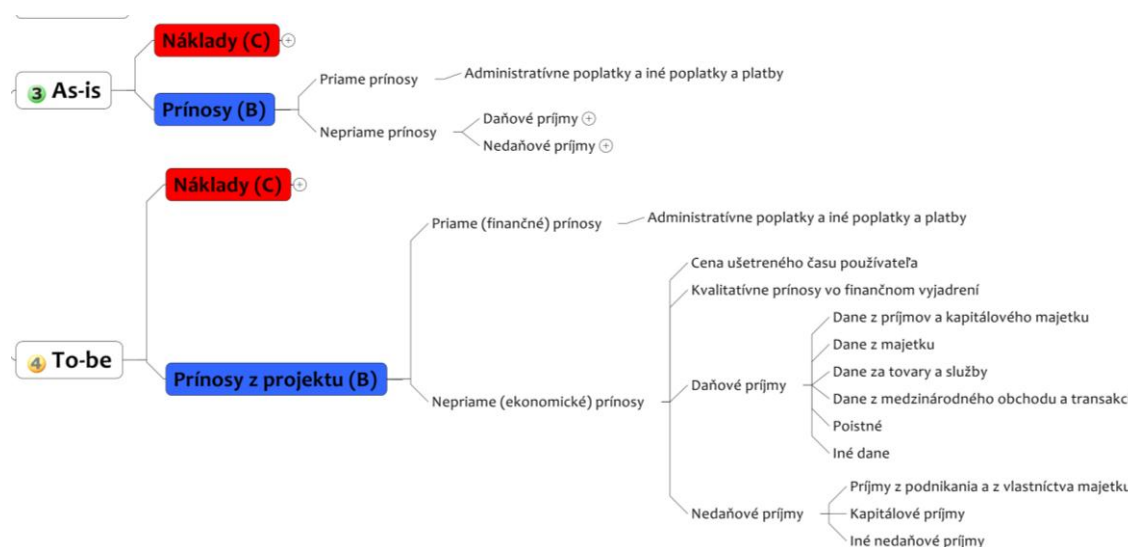 Náklady (C)
3 As-is
Prínosy (B)
Priame prínosy
Administratívne poplatky a iné poplatky a platby
Nepriame prínosy
Daňové príjmy
Nedaňové príjmy
4 To-be
Náklady (C)
Prínosy z projektu (B)
Priame (finančné) prínosy
Administratívne poplatky a iné poplatky a platby
Nepriame (ekonomické) prínosy
Cena ušetreného času používateľa
Kvalitatívne prínosy vo finančnom vyjadrení
Daňové príjmy
Dane z príjmov a kapitálového majetku
Dane z majetku
Dane za tovary a služby
Dane z medzinárodného obchodu a transakc
Poistné
Iné dane
Nedaňové príjmy
Príjmy z podnikania a z vlastníctva majetku
Kapitálové príjmy
Iné nedaňové príjmy